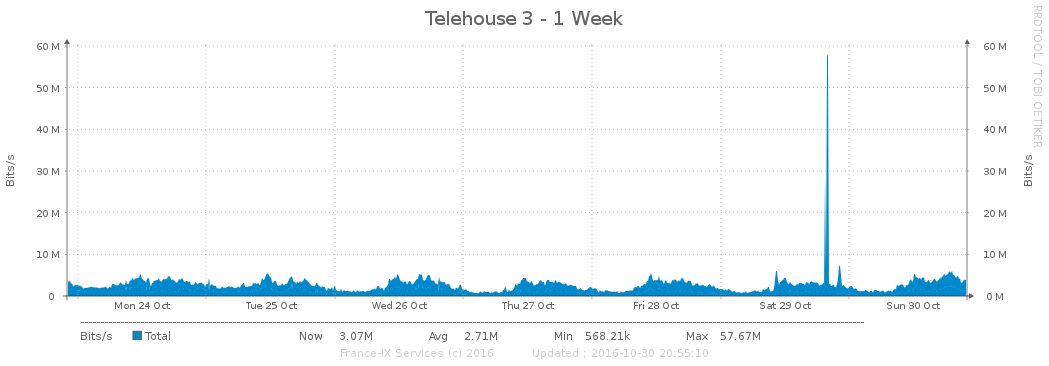 Telehouse 3 - 1 Week
RRDTOOL / TOBI OETIKER
Bits/s
Bits/s
60 M 60 M
50 M 50 M
40 M 40 M
30 M 30 M
20 M 20 M
10 M 10 M
0 0 M
Mon 24 Oct Tue 25 Oct Wed 26 Oct Thu 27 Oct Fri 28 Oct Sat 29 Oct Sun 30 Oct
Bits/s Total Now 3.07M Avg 2.71M Min 568.21k Max 57.67M
France-IX Services (c) 2016 Updated : 2016-10-30 20:55:10